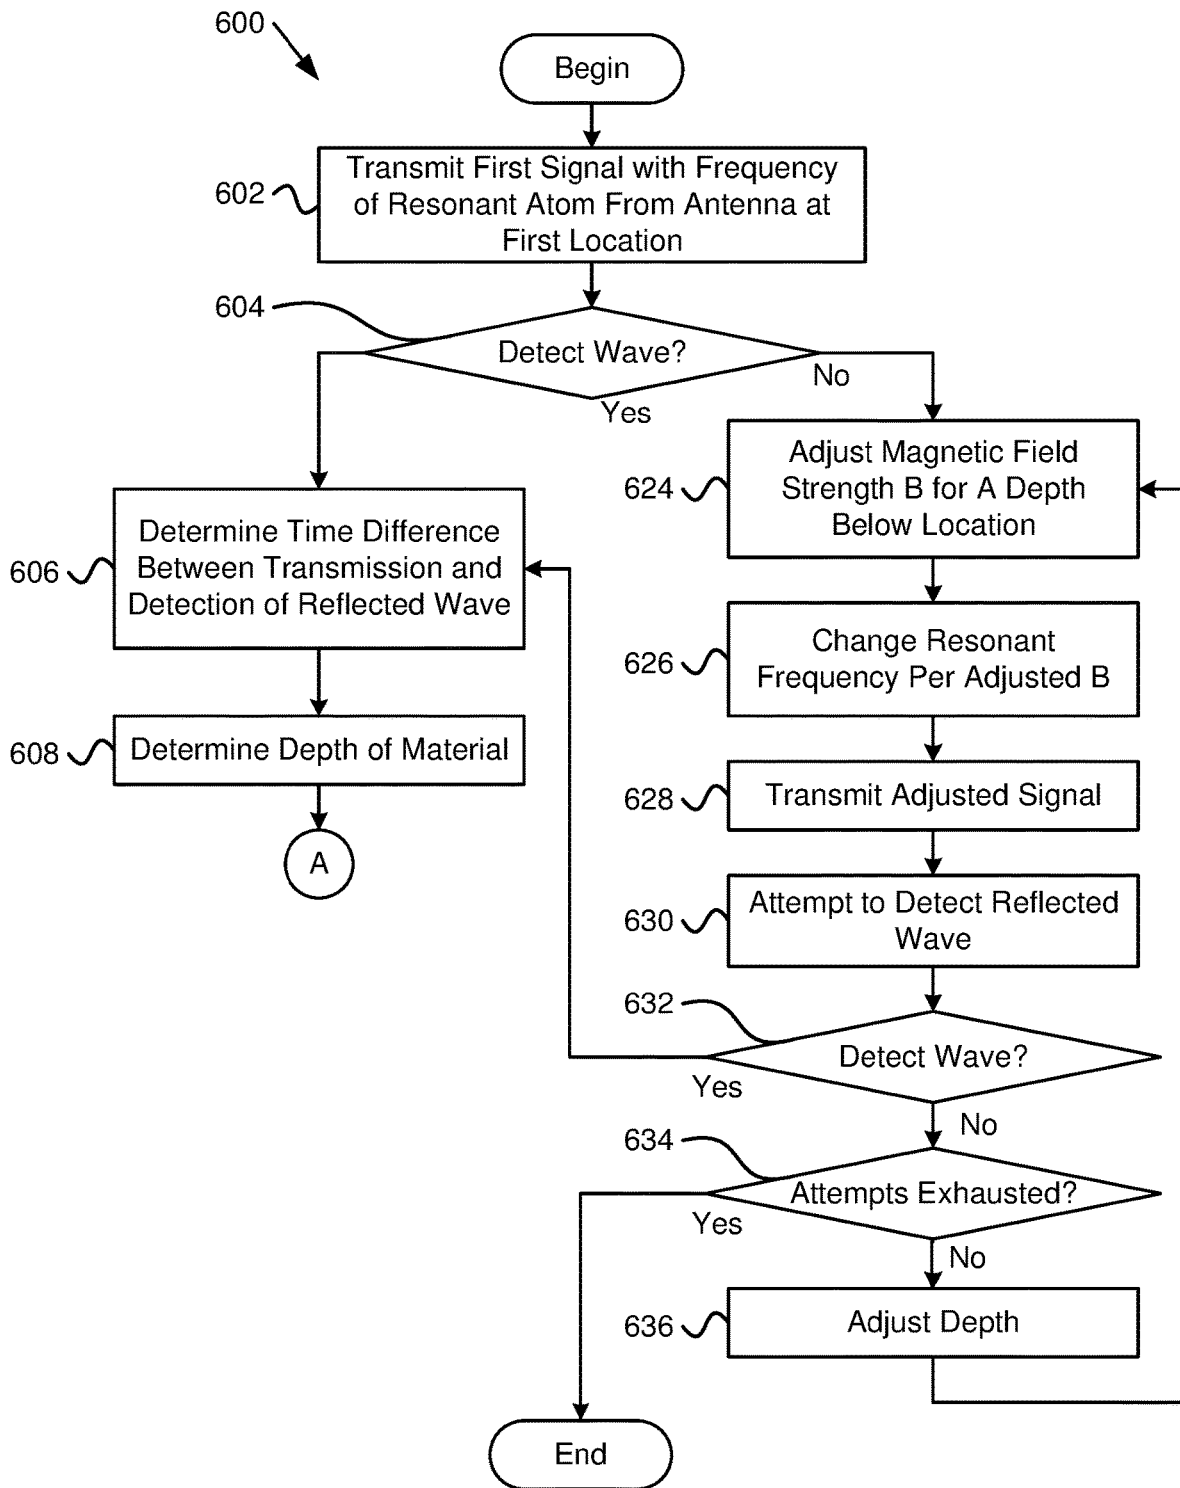 600
Begin
602
Transmit First Signal with Frequency
of Resonant Atom From Antenna at
First Location
604
Detect Wave?
No
Yes
624
Adjust Magnetic Field
Strength B for A Depth
Below Location
606
Determine Time Difference
Between Transmission and
Detection of Reflected Wave
626
Change Resonant
Frequency Per Adjusted B
608
Determine Depth of Material
628
Transmit Adjusted Signal
A
630
Attempt to Detect Reflected
Wave
632
Detect Wave?
Yes
No
634
Attempts Exhausted?
Yes
No
636
Adjust Depth
End